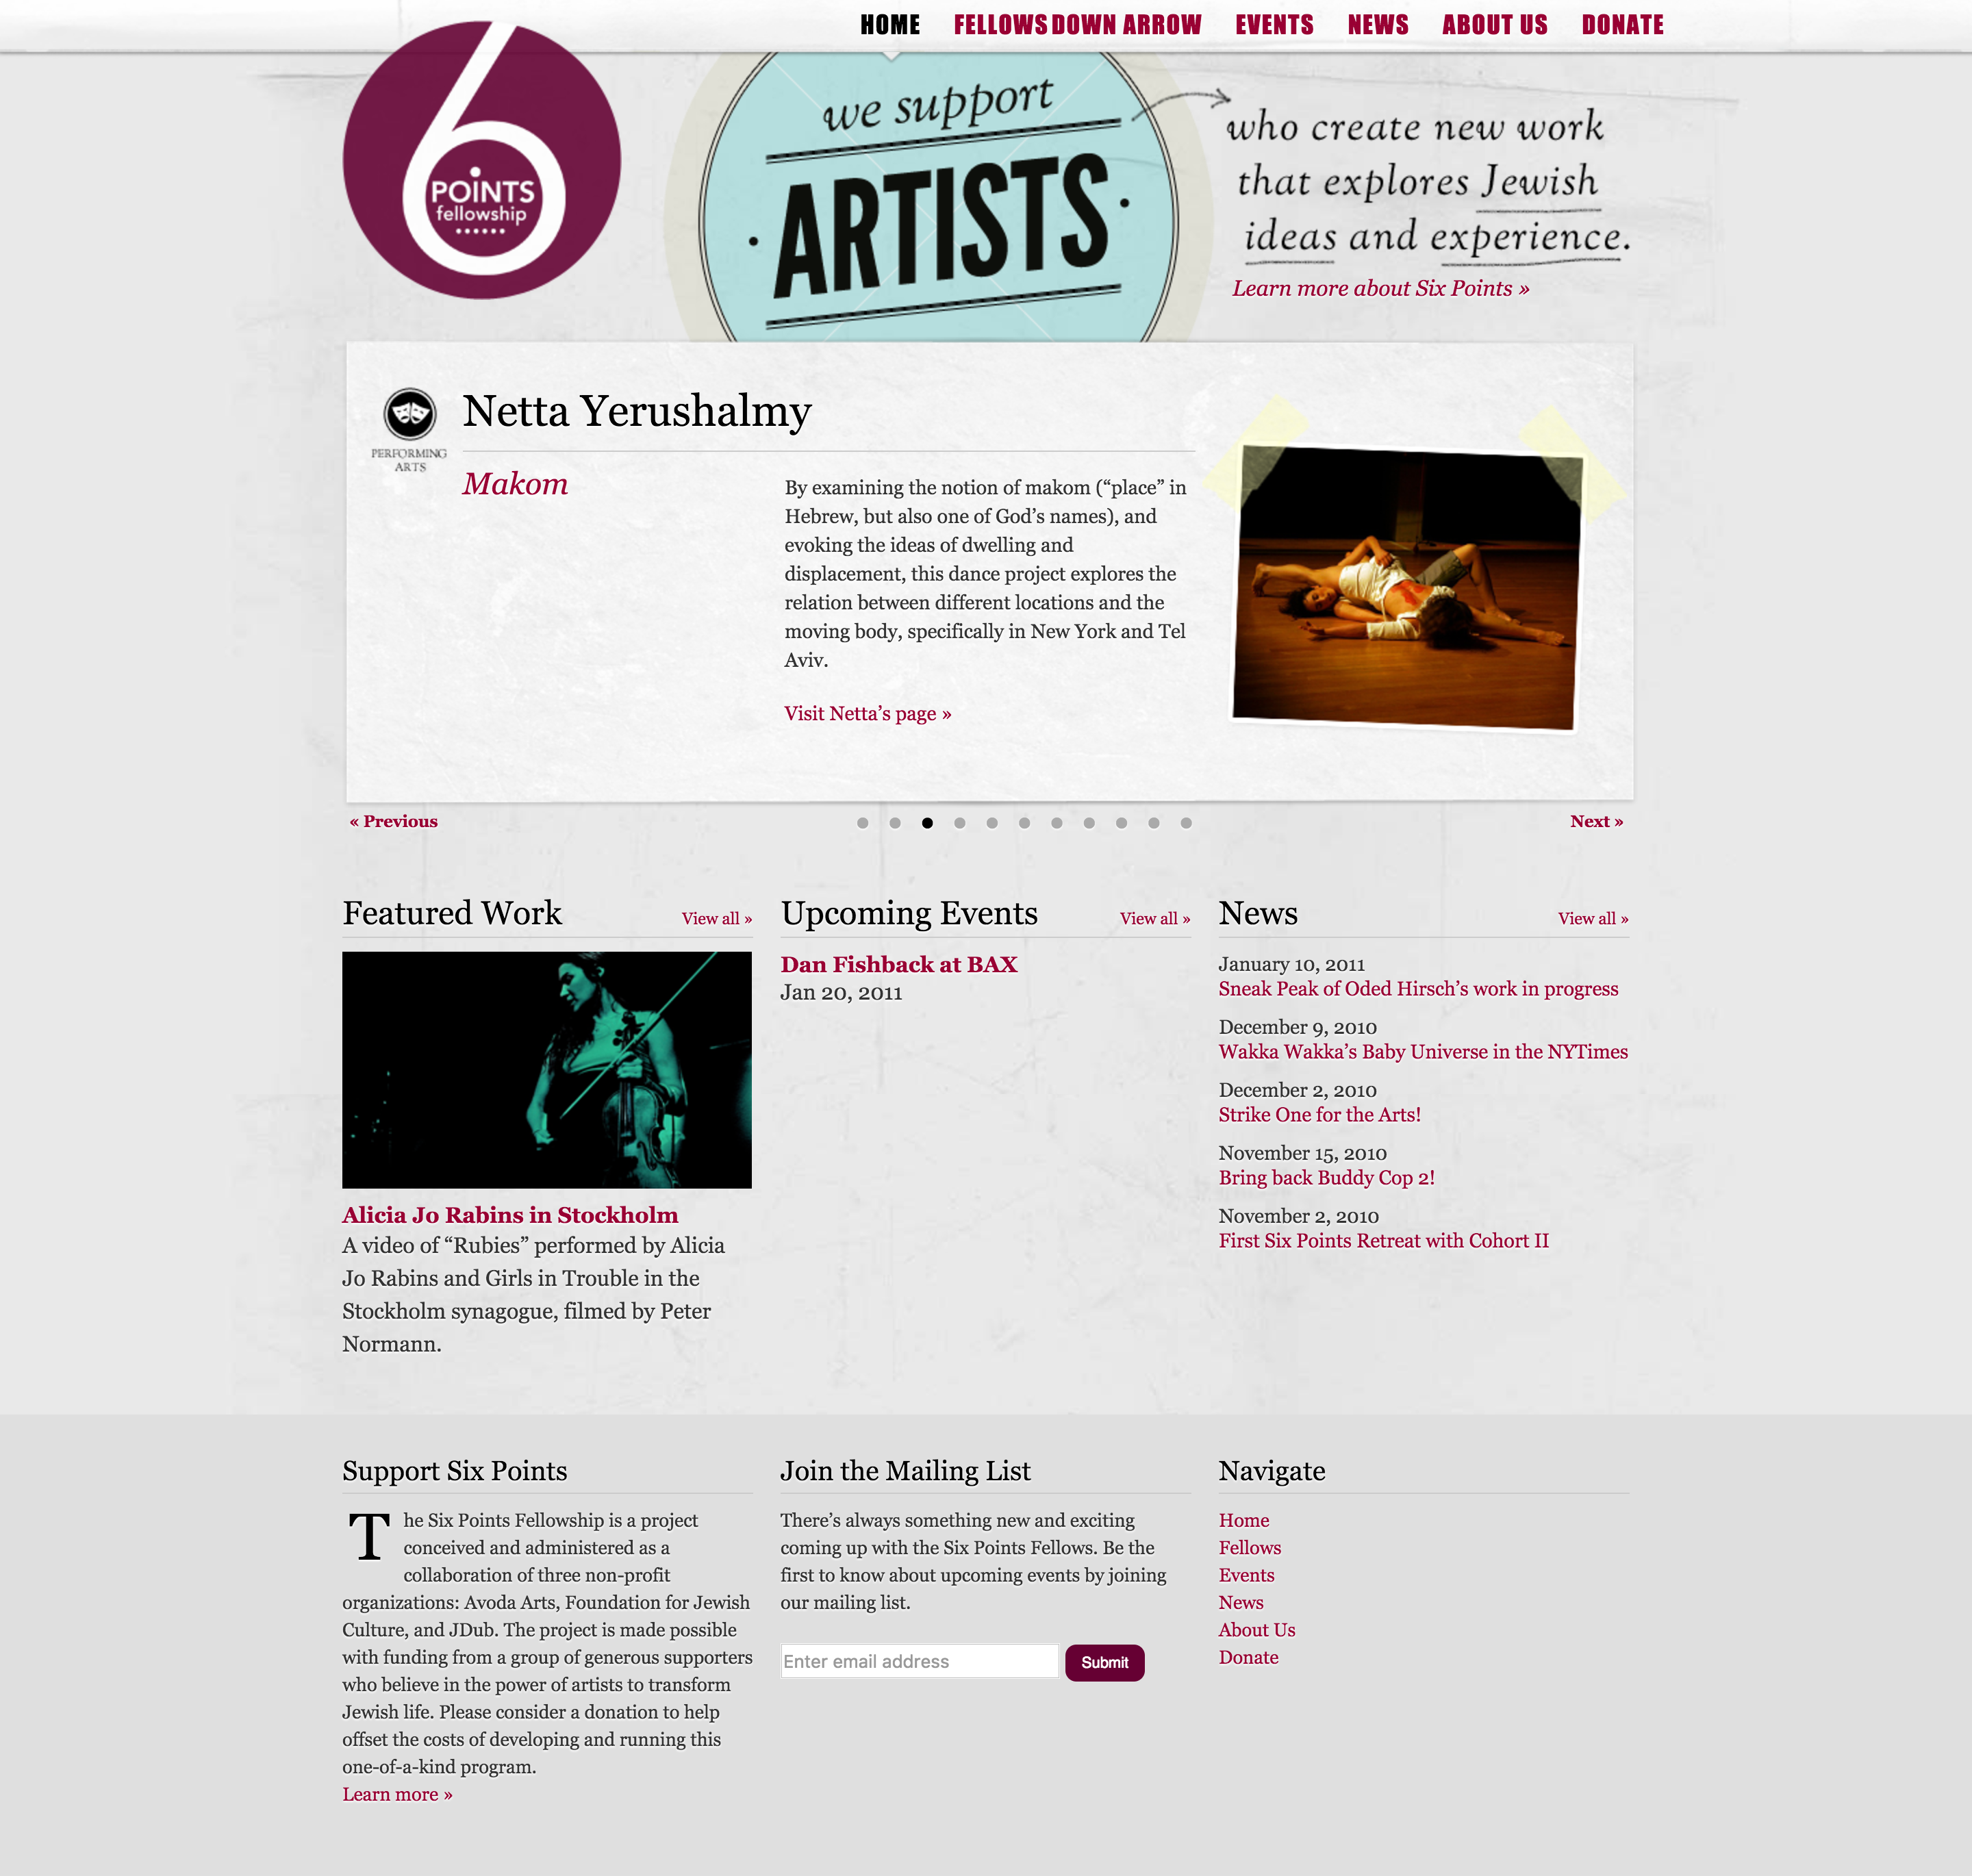 HOME FELLOWS DOWN ARROW EVENTS NEWS ABOUT US DONATE
6
POINTS
fellowship
we support
ARTISTS
who create new work
that explores Jewish
ideas and experience.
Learn more about Six Points »
PERFORMING
ARTS
Netta Yerushalmy
Makom
By examining the notion of makom (“place” in
Hebrew, but also one of God’s names), and
evoking the ideas of dwelling and
displacement, this dance project explores the
relation between different locations and the
moving body, specifically in New York and Tel
Aviv.
Visit Netta’s page »
« Previous
Next »
Featured Work
View all »
Alicia Jo Rabins in Stockholm
A video of “Rubies” performed by Alicia
Jo Rabins and Girls in Trouble in the
Stockholm synagogue, filmed by Peter
Normann.
Upcoming Events
View all »
Dan Fishback at BAX
Jan 20, 2011
News
View all »
January 10, 2011
Sneak Peak of Oded Hirsch’s work in progress
December 9, 2010
Wakka Wakka’s Baby Universe in the NYTimes
December 2, 2010
Strike One for the Arts!
November 15, 2010
Bring back Buddy Cop 2!
November 2, 2010
First Six Points Retreat with Cohort II
Support Six Points
The Six Points Fellowship is a project
conceived and administered as a
collaboration of three non-profit
organizations: Avoda Arts, Foundation for Jewish
Culture, and JDub. The project is made possible
with funding from a group of generous supporters
who believe in the power of artists to transform
Jewish life. Please consider a donation to help
offset the costs of developing and running this
one-of-a-kind program.
Learn more »
Join the Mailing List
There’s always something new and exciting
coming up with the Six Points Fellows. Be the
first to know about upcoming events by joining
our mailing list.
Enter email address
Submit
Navigate
Home
Fellows
Events
News
About Us
Donate